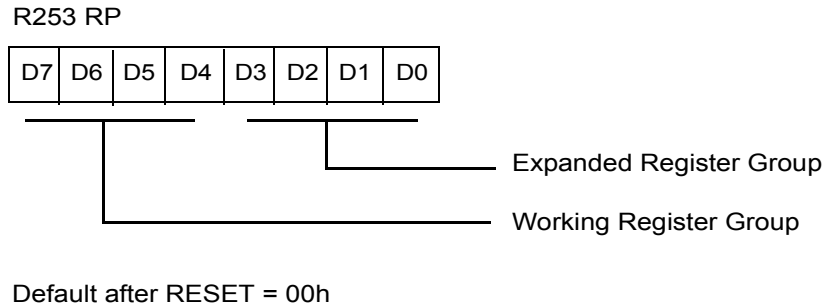 R253 RP
D7 D6 D5 D4 D3 D2 D1 D0
Expanded Register Group
Working Register Group
Default after RESET = 00h